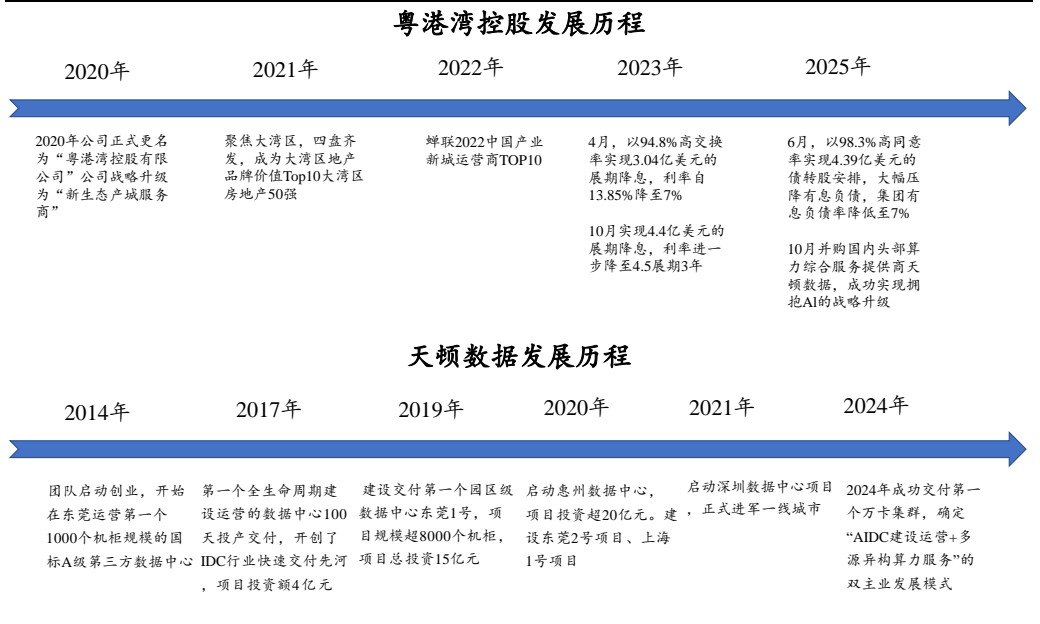 粤港湾控股发展历程
2020年
2021年
2022年
2023年
2025年
2020年公司正式更名
为“粤港湾控股有限
公司”公司战略升级
为“新生态产城服务
商”
聚焦大湾区，四盘齐
发，成为大湾区地产
品牌价值Top10大湾区
房地产50强
蝉联2022中国产业
新城运营商TOP10
4月，以94.8%高交换
率实现3.04亿美元的
展期降息，利率自
13.85%降至7%
10月实现4.4亿美元的
展期降息，利率进一
步降至4.5展期3年
6月，以98.3%高同意
率实现4.39亿美元的
债转股安排，大幅压
降有息负债，集团有
息负债率降低至7%
10月并购国内头部算
力综合服务提供商天
顿数据，成功实现拥
抱Al的战略升级
天顿数据发展历程
2014年
2017年
2019年
2020年
2021年
2024年
团队启动创业，开始
在东莞运营第一个
1000个机柜规模的国
标A级第三方数据中心
第一个全生命周期建
设运营的数据中心100
天投产交付，开创了
IDC行业快速交付先河
，项目投资额4亿元
建设交付第一个园区级
数据中心东莞1号，项
目规模超8000个机柜，
项目总投资15亿元
启动惠州数据中心，
项目投资超20亿元。建
设东莞2号项目、上海
1号项目
启动深圳数据中心项目
，正式进军一线城市
2024年成功交付第一
个万卡集群，确定
“AIDC建设运营+多
源异构算力服务”的
双主业发展模式